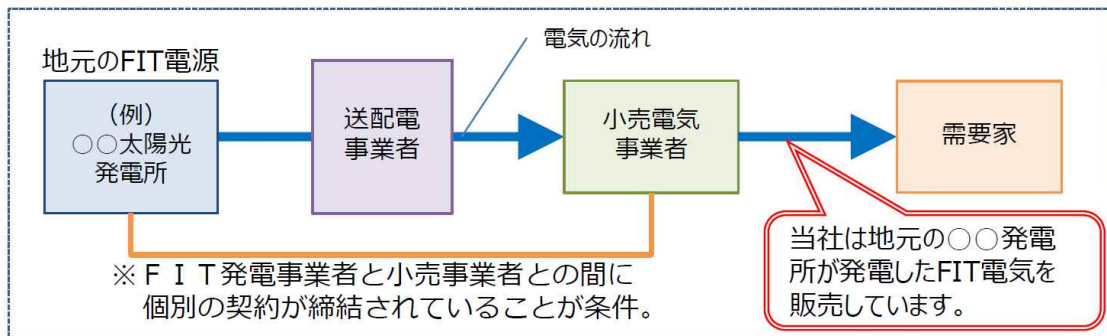 電気の流れ
地元のFIT電源
（例）
○○太陽光
発電所
送配電
事業者
小売電気
事業者
需要家
当社は地元の○○発電
所が発電したFIT電気を
販売しています。
※ＦＩＴ発電事業者と小売事業者との間に
個別の契約が締結されていることが条件。